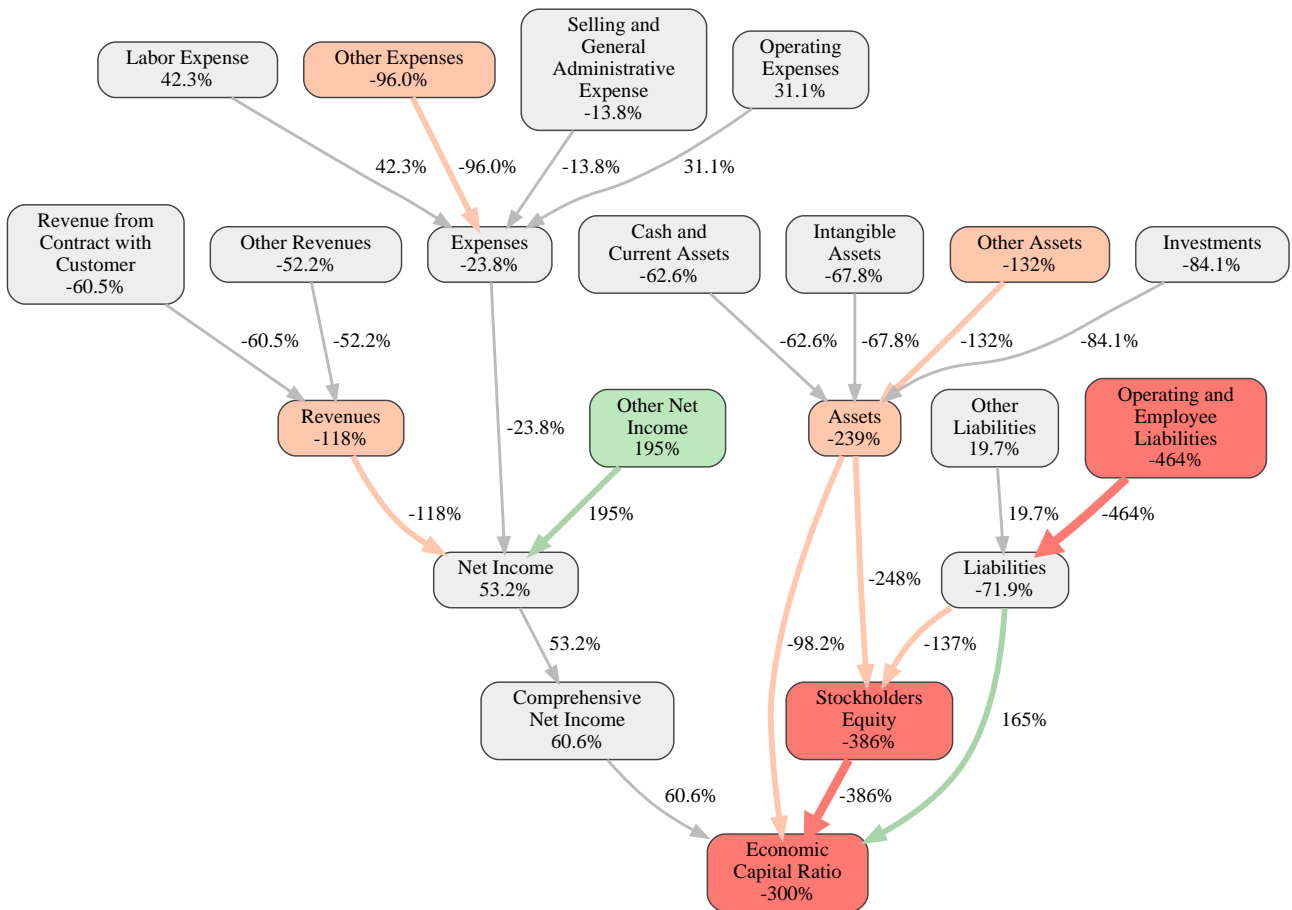 Labor Expense
42.3%
Other Expenses
-96.0%
Selling and
General
Administrative
Expense
-13.8%
Operating
Expenses
31.1%
42.3%
-96.0%
-13.8%
31.1%
Revenue from
Contract with
Customer
-60.5%
Other Revenues
-52.2%
Expenses
-23.8%
Cash and
Current Assets
-62.6%
Intangible
Assets
-67.8%
Other Assets
-132%
Investments
-84.1%
-60.5%
-52.2%
-62.6%
-67.8%
-132%
-84.1%
Revenues
-118%
-23.8%
Other Net
Income
195%
Assets
-239%
Other
Liabilities
19.7%
Operating and
Employee
Liabilities
-464%
-118%
195%
19.7%
-464%
Net Income
53.2%
-248%
Liabilities
-71.9%
53.2%
-98.2%
-137%
Comprehensive
Net Income
60.6%
Stockholders
Equity
-386%
165%
60.6%
-386%
Economic
Capital Ratio
-300%